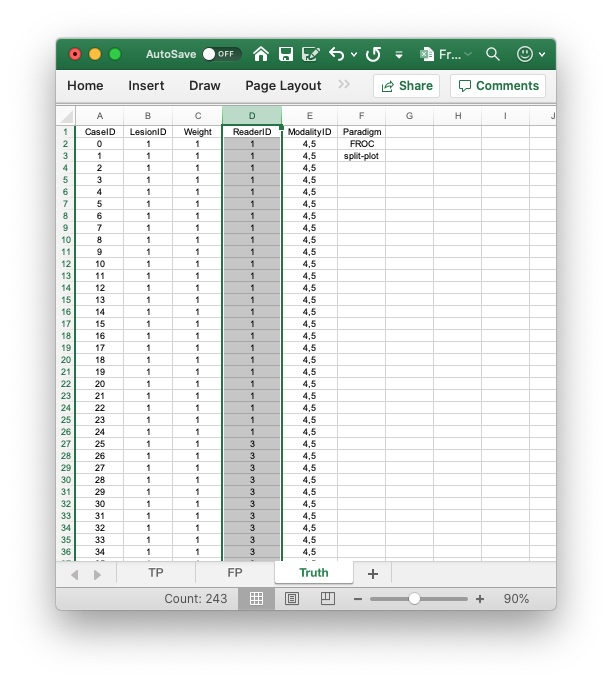 AutoSave OFF Fr...
Home Insert Draw Page Layout Share Comments
A B C D E F G H I J
1 CaseID LesionID Weight ReaderID ModalityID Paradigm
2 0 1 1 1 4,5 FROC
3 1 1 1 1 4,5 split-plot
4 2 1 1 1 4,5
5 3 1 1 1 4,5
6 4 1 1 1 4,5
7 5 1 1 1 4,5
8 6 1 1 1 4,5
9 7 1 1 1 4,5
10 8 1 1 1 4,5
11 9 1 1 1 4,5
12 10 1 1 1 4,5
13 11 1 1 1 4,5
14 12 1 1 1 4,5
15 13 1 1 1 4,5
16 14 1 1 1 4,5
17 15 1 1 1 4,5
18 16 1 1 1 4,5
19 17 1 1 1 4,5
20 18 1 1 1 4,5
21 19 1 1 1 4,5
22 20 1 1 1 4,5
23 21 1 1 1 4,5
24 22 1 1 1 4,5
25 23 1 1 1 4,5
26 24 1 1 1 4,5
27 25 1 1 3 4,5
28 26 1 1 3 4,5
29 27 1 1 3 4,5
30 28 1 1 3 4,5
31 29 1 1 3 4,5
32 30 1 1 3 4,5
33 31 1 1 3 4,5
34 32 1 1 3 4,5
35 33 1 1 3 4,5
36 34 1 1 3 4,5
TP FP Truth +
Count: 243 90%